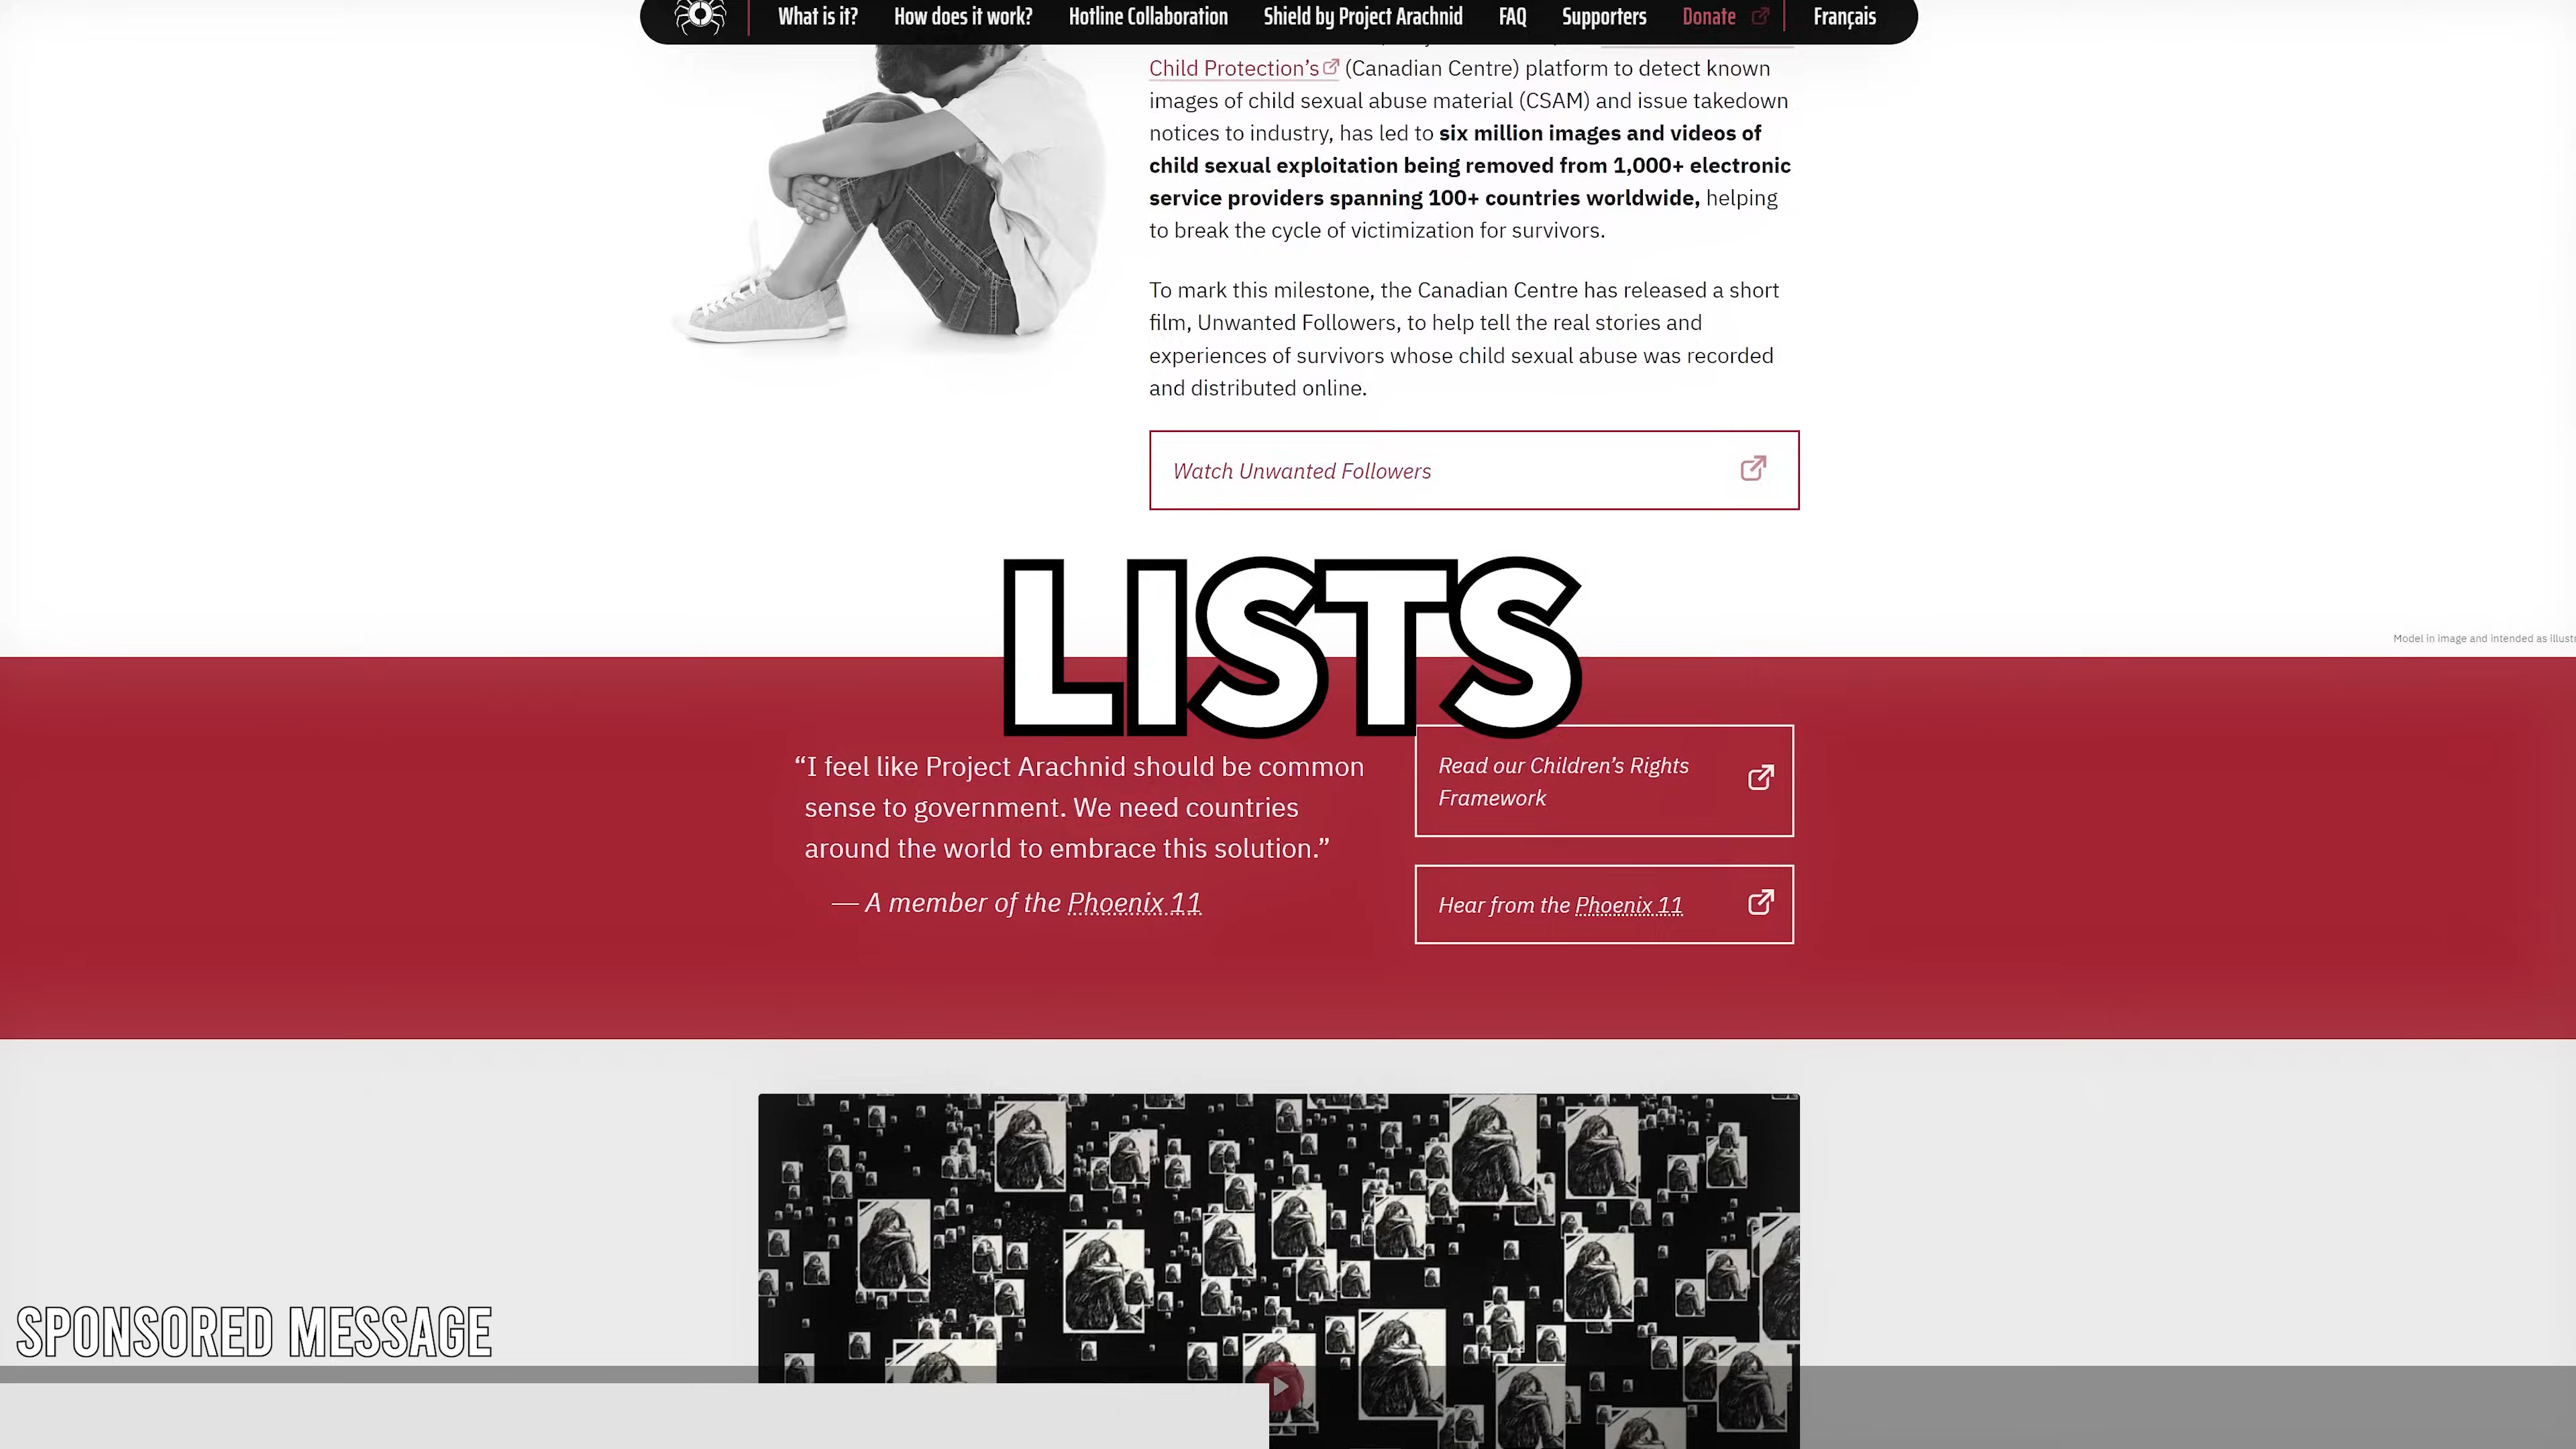 What is it?
How does it work?
Hotline Collaboration
Shield by Project Arachnid
FAQ
Supporters
Donate
Français
Child Protection’s (Canadian Centre) platform to detect known
images of child sexual abuse material (CSAM) and issue takedown
notices to industry, has led to six million images and videos of
child sexual exploitation being removed from 1,000+ electronic
service providers spanning 100+ countries worldwide, helping
to break the cycle of victimization for survivors.
To mark this milestone, the Canadian Centre has released a short
film, Unwanted Followers, to help tell the real stories and
experiences of survivors whose child sexual abuse was recorded
and distributed online.
Watch Unwanted Followers
Model in image and intended as
LISTS
“I feel like Project Arachnid should be common
sense to government. We need countries
around the world to embrace this solution.”
— A member of the Phoenix 11
Read our Children’s Rights
Framework
Hear from the Phoenix 11
SPONSORED MESSAGE